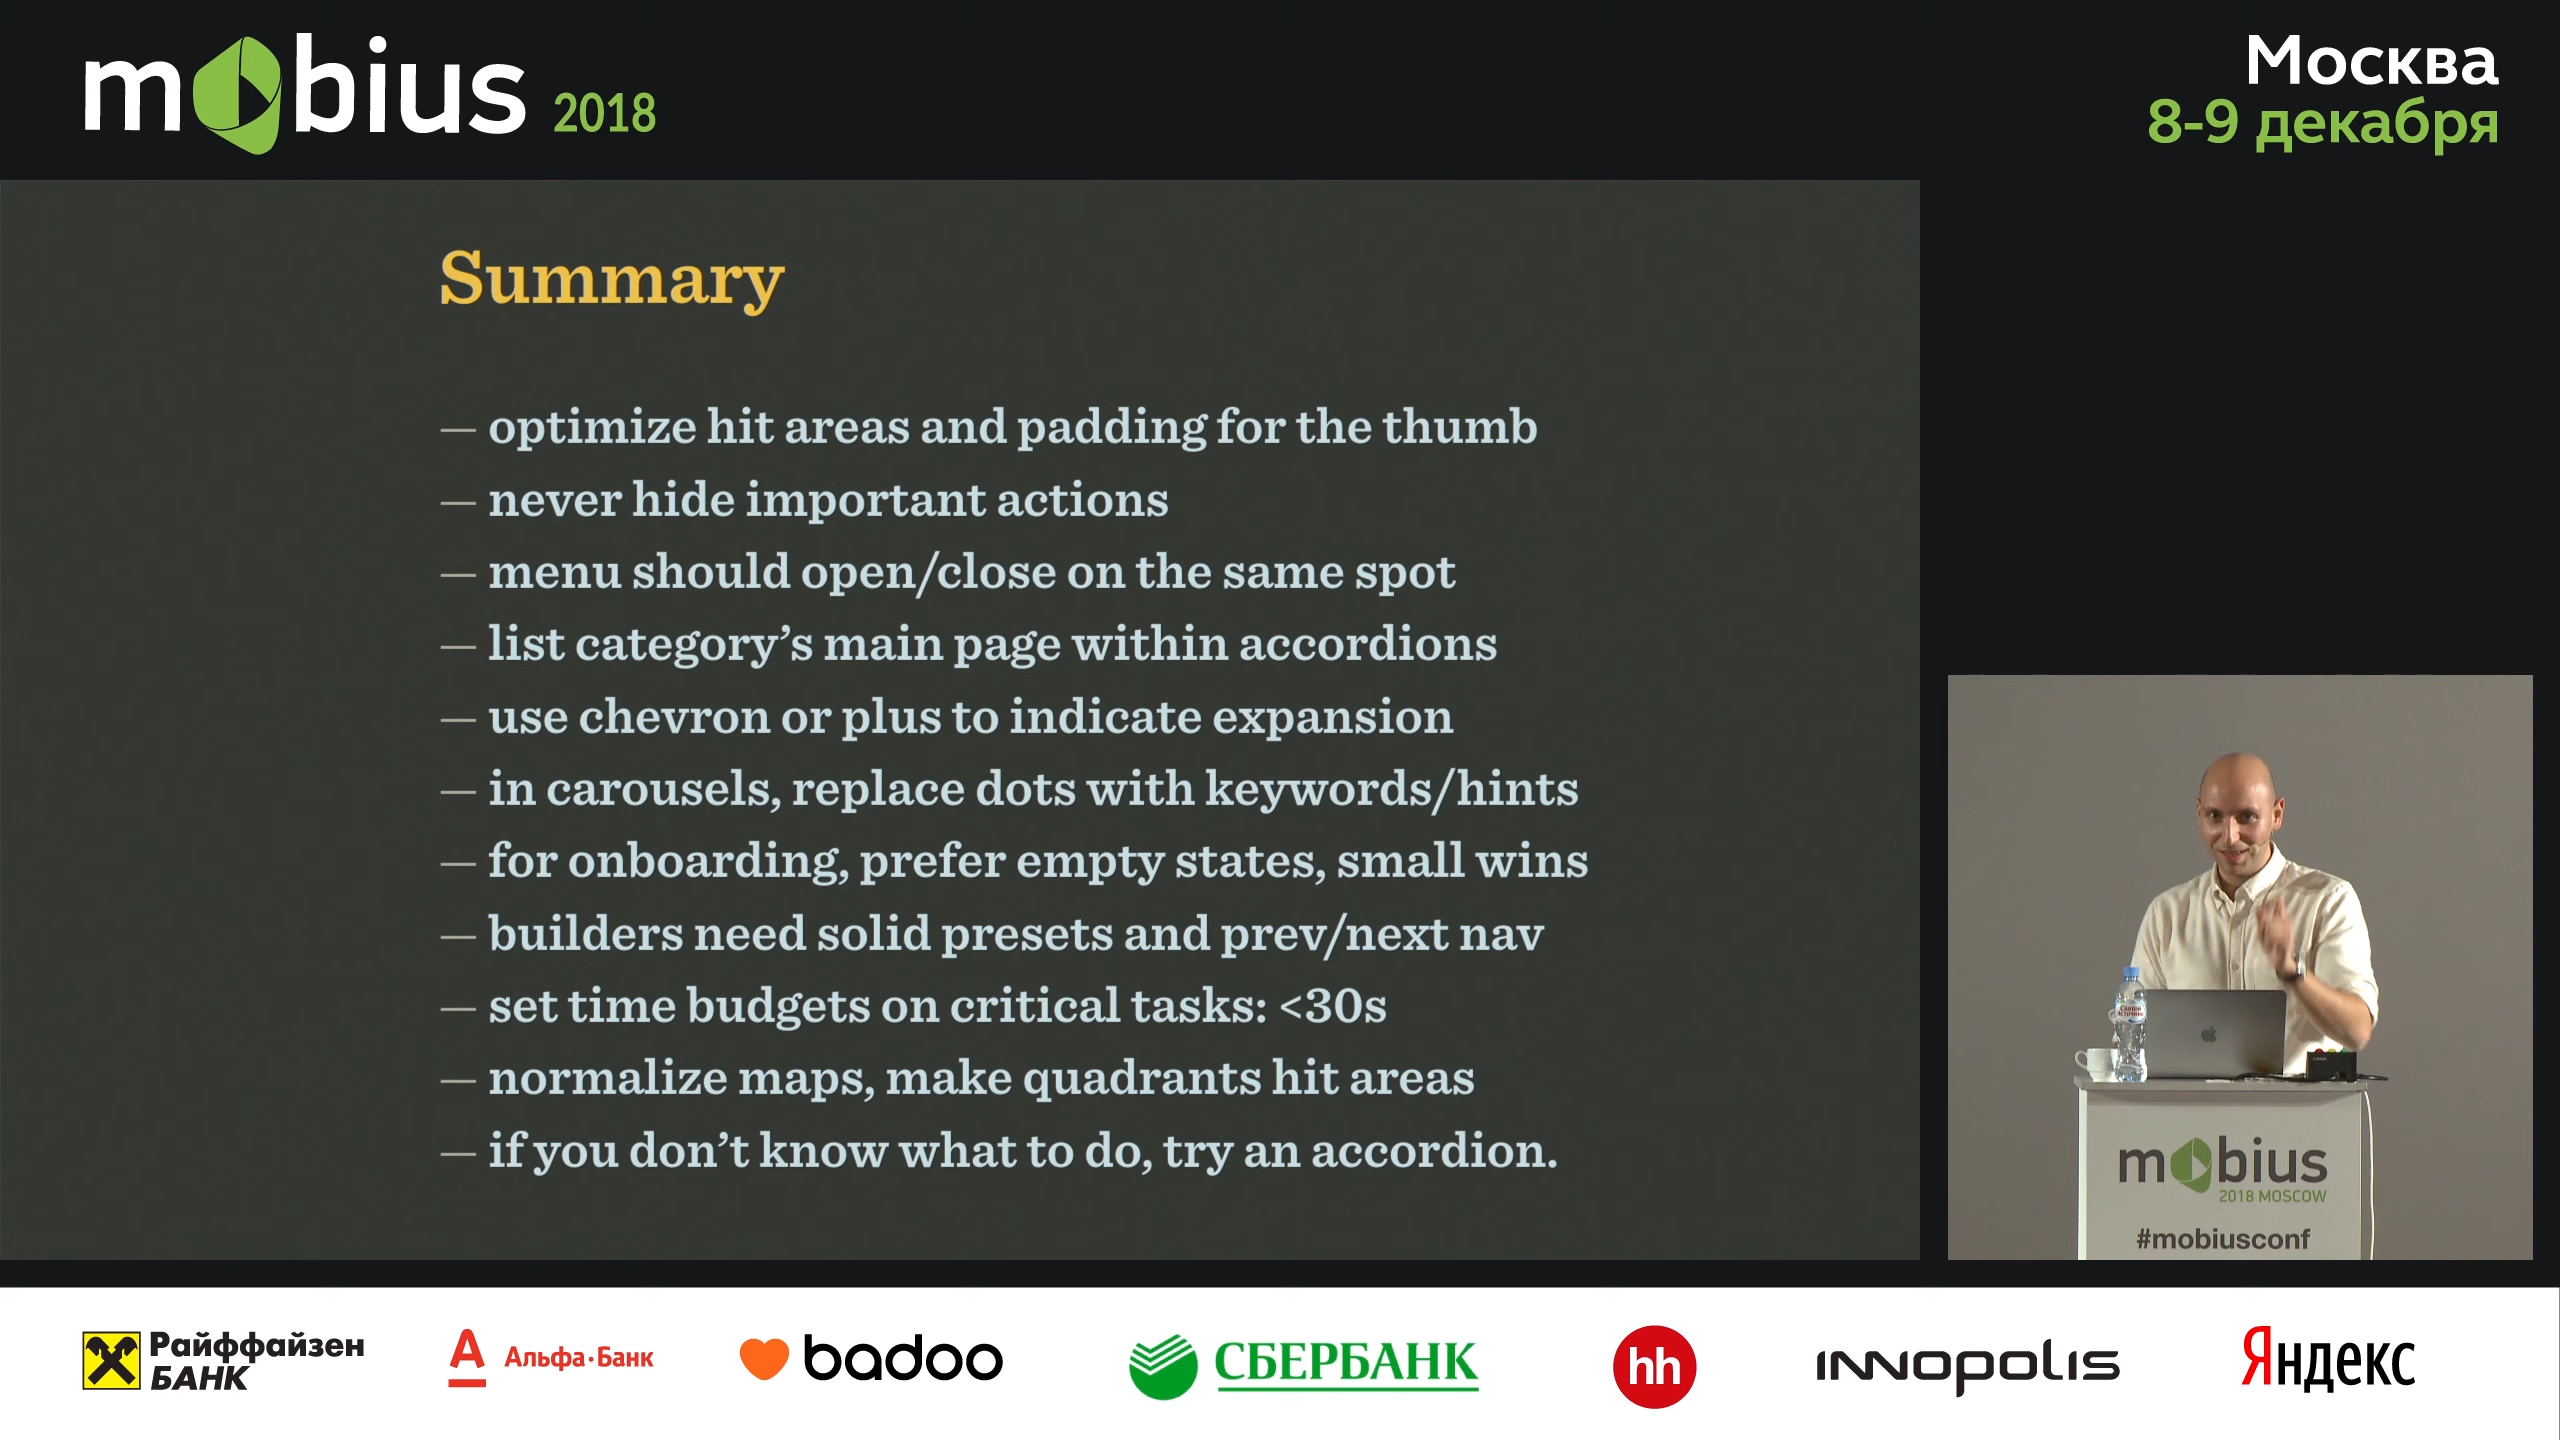 mobius 2018
Москва
8-9 декабря
Summary
— optimize hit areas and padding for the thumb
— never hide important actions
— menu should open/close on the same spot
— list category’s main page within accordions
— use chevron or plus to indicate expansion
— in carousels, replace dots with keywords/hints
— for onboarding, prefer empty states, small wins
— builders need solid presets and prev/next nav
— set time budgets on critical tasks: <30s
— normalize maps, make quadrants hit areas
— if you don’t know what to do, try an accordion.
mobius
2018 MOSCOW
#mobiusconf
Райффайзен
БАНК
А
Альфа·Банк
badoo
СБЕРБАНК
hh
INNOPOLIS
Яндекс